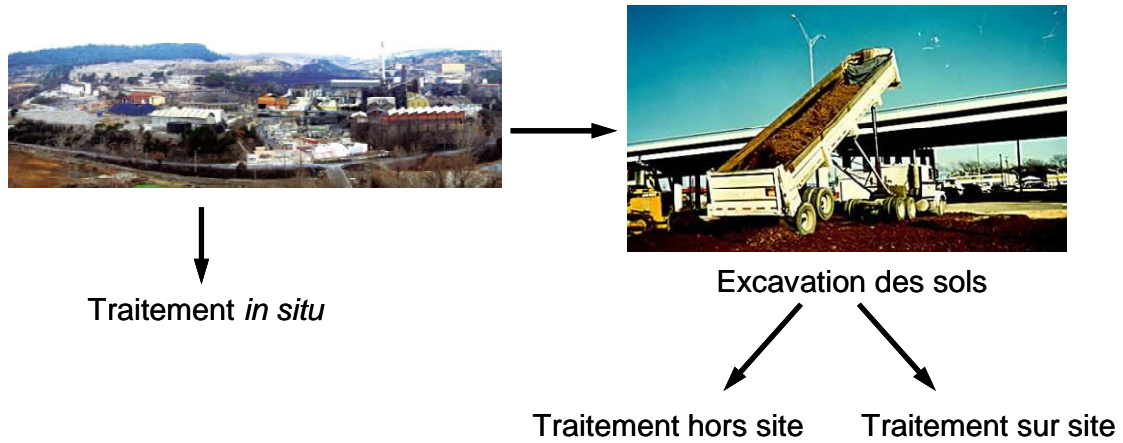 Excavation des sols
Traitement in situ
Traitement hors site
Traitement sur site